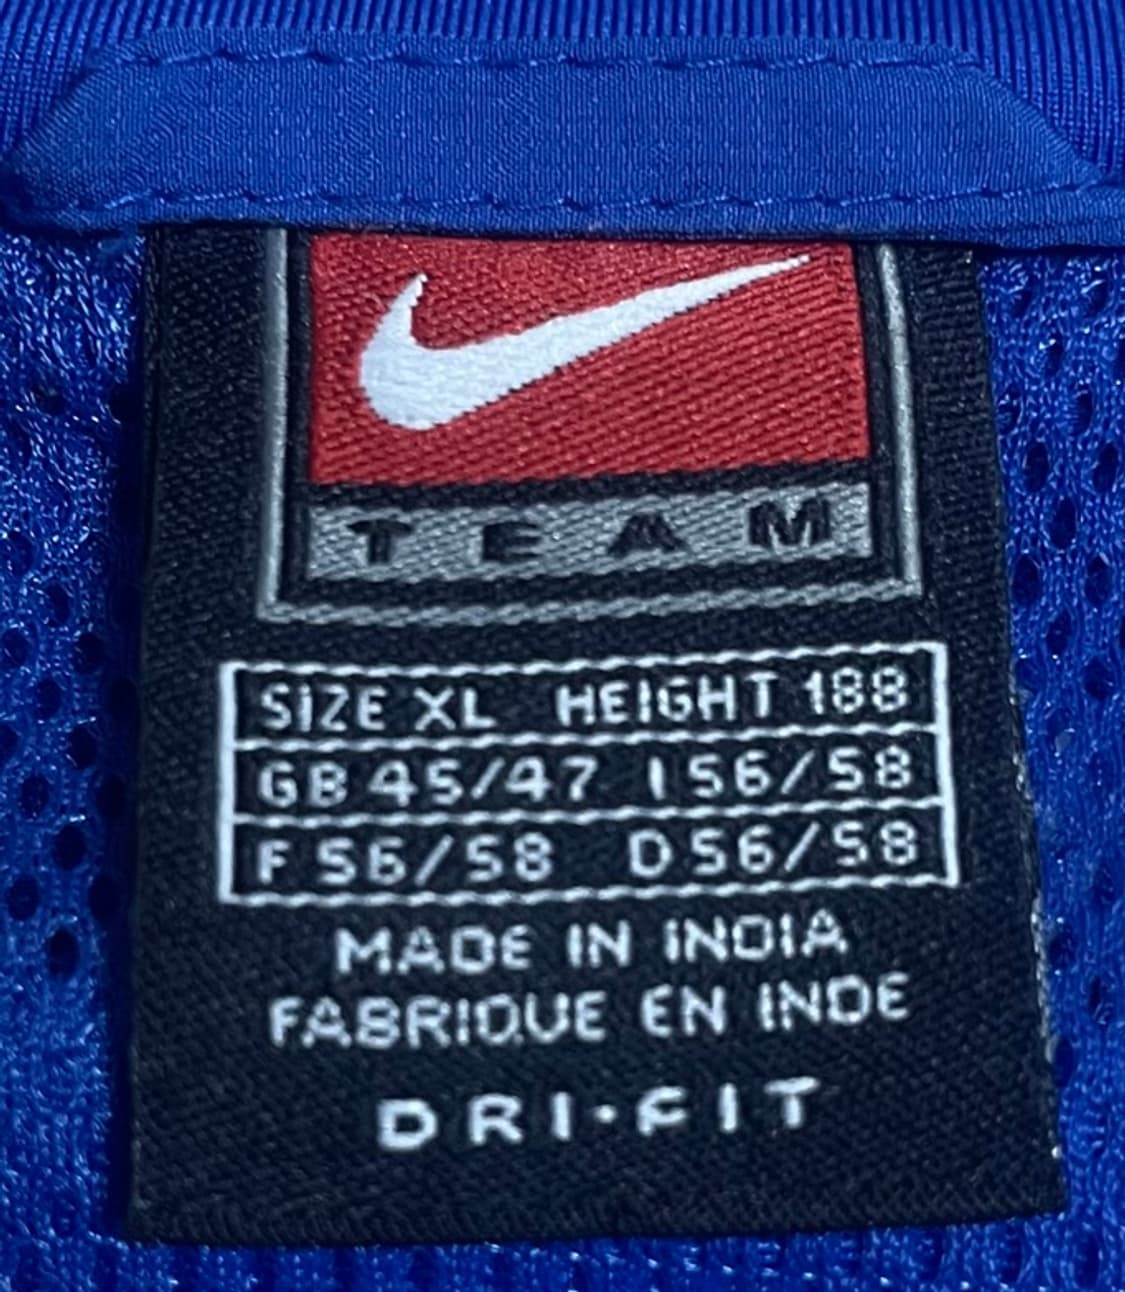 TEAM
SIZE XL HEIGHT 188
GB 45/47 I 56/58
F 56/58 D 56/58
MADE IN INDIA
FABRIQUE EN INDE
DRI-FIT